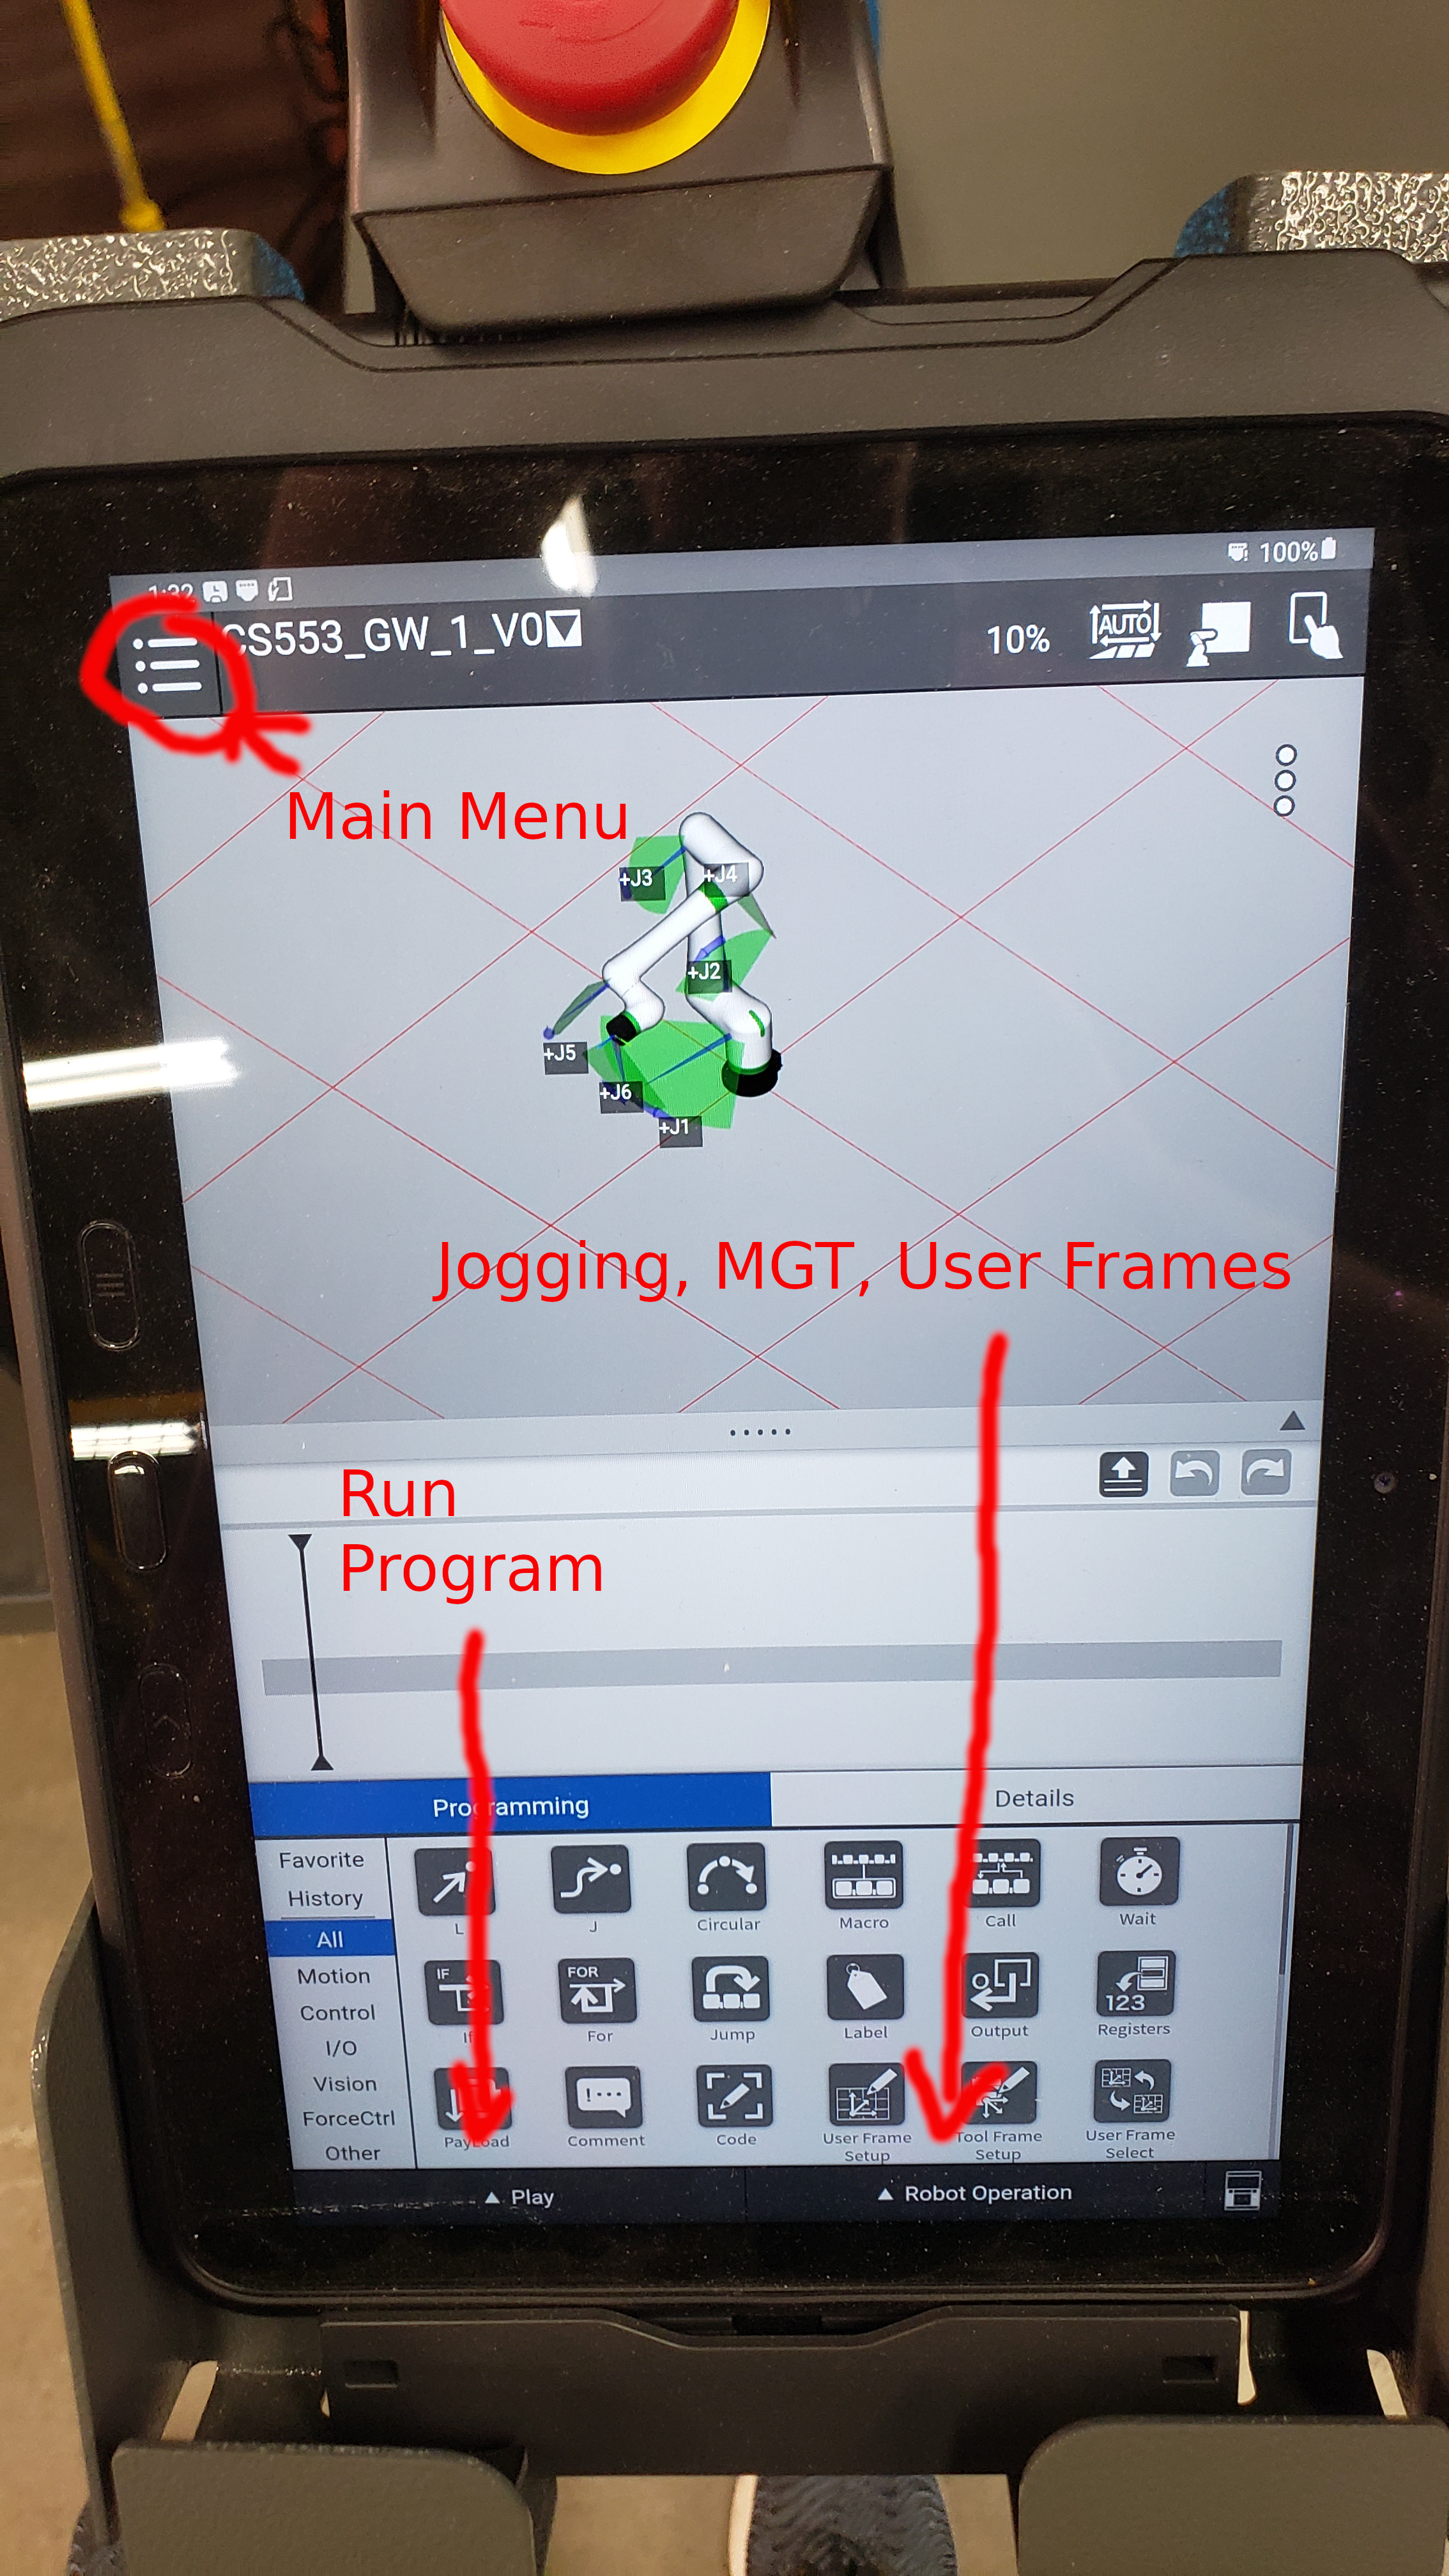 1:32
100%
CS553_GW_1_V0
10%
AUTO
Main Menu
+J3
+J4
+J2
+J5
+J6
+J1
Jogging, MGT, User Frames
Run
Program
Programming
Details
Favorite
History
All
Motion
Control
I/O
Vision
ForceCtrl
Other
L
J
Circular
Macro
Call
Wait
IF
FOR
123
If
For
Jump
Label
Output
Registers
PayLoad
Comment
Code
User Frame
Setup
Tool Frame
Setup
User Frame
Select
▲ Play
▲ Robot Operation